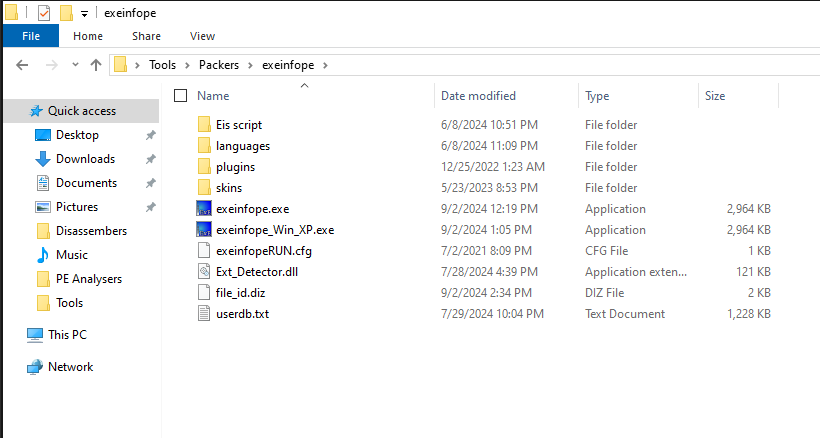 exeinfope
File Home Share View
Tools Packers exeinfope
Name Date modified Type Size
Quick access
Desktop
Downloads
Documents
Pictures
Disassembers
Music
PE Analysers
Tools
This PC
Network
Eis script 6/8/2024 10:51 PM File folder
languages 6/8/2024 11:09 PM File folder
plugins 12/25/2022 1:23 AM File folder
skins 5/23/2023 8:53 PM File folder
exeinfope.exe 9/2/2024 12:19 PM Application 2,964 KB
exeinfope_Win_XP.exe 9/2/2024 1:05 PM Application 2,964 KB
exeinfopeRUN.cfg 7/2/2021 8:09 PM CFG File 1 KB
Ext_Detector.dll 7/28/2024 4:39 PM Application exten... 121 KB
file_id.diz 9/2/2024 2:34 PM DIZ File 2 KB
userdb.txt 7/29/2024 10:04 PM Text Document 1,228 KB